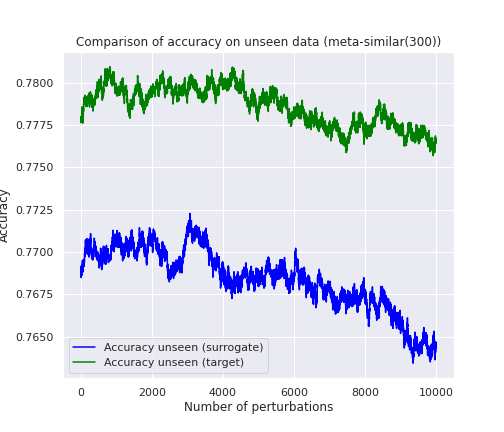 Comparison of accuracy on unseen data (meta-similar(300))
0.7800
0.7775
0.7750
0.7725
0.7700
0.7675
0.7650
Accuracy
Accuracy unseen (surrogate)
Accuracy unseen (target)
0 2000 4000 6000 8000 10000
Number of perturbations